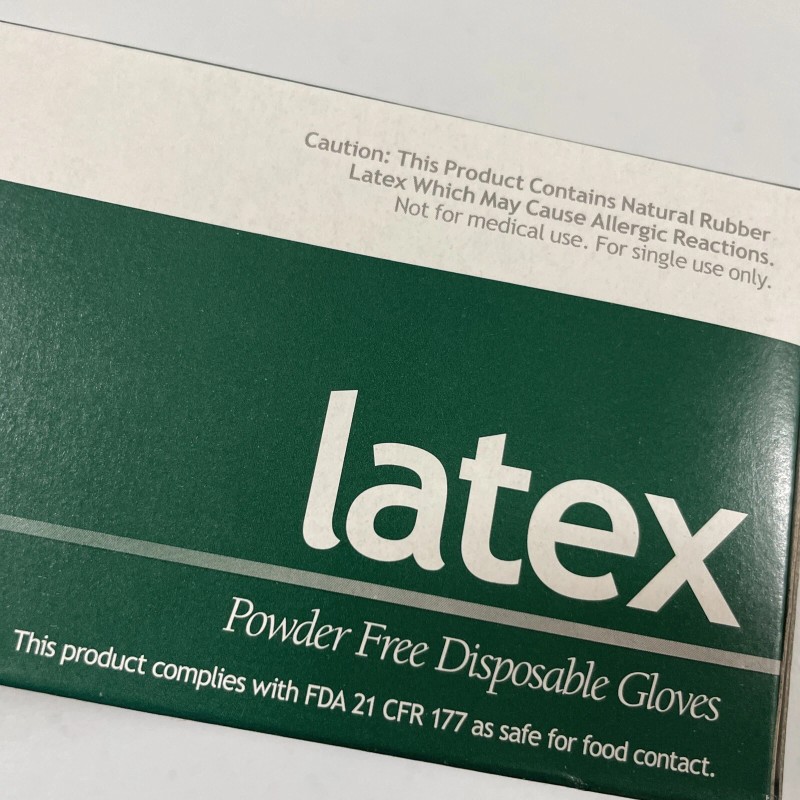 Caution: This Product Contains Natural Rubber
Latex Which May Cause Allergic Reactions.
Not for medical use. For single use only.
latex
Powder Free Disposable Gloves
This product complies with FDA 21 CFR 177 as safe for food contact.